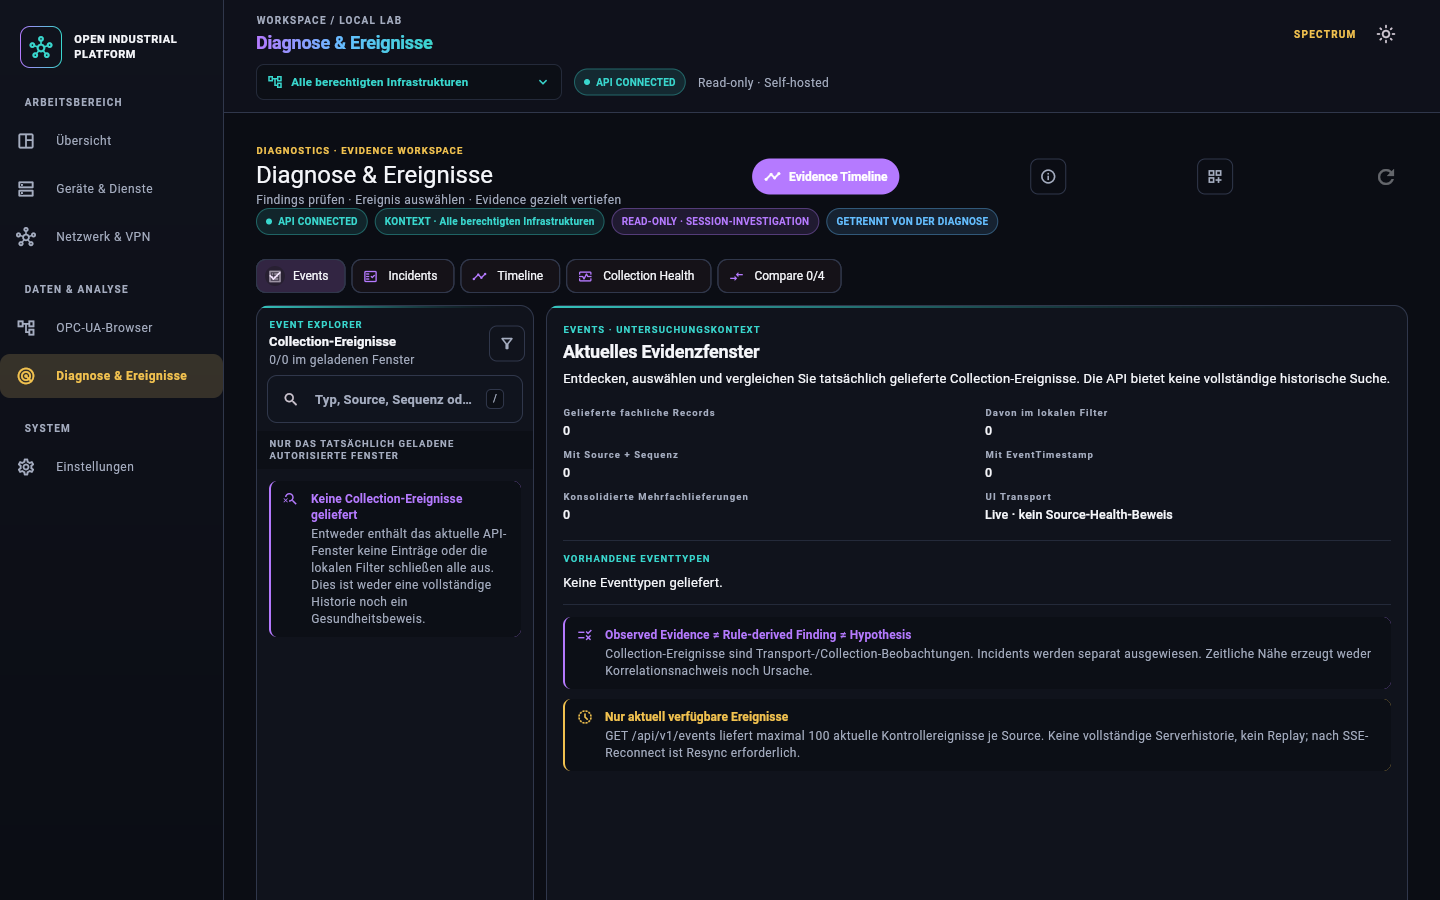 OPEN INDUSTRIAL
PLATFORM
ARBEITSBEREICH
Übersicht
Geräte & Dienste
Netzwerk & VPN
DATEN & ANALYSE
OPC-UA-Browser
Diagnose & Ereignisse
SYSTEM
Einstellungen
WORKSPACE / LOCAL LAB
Diagnose & Ereignisse
SPECTRUM
Alle berechtigten Infrastrukturen
API CONNECTED
Read-only · Self-hosted
DIAGNOSTICS · EVIDENCE WORKSPACE
Diagnose & Ereignisse
Findings prüfen · Ereignis auswählen · Evidence gezielt vertiefen
Evidence Timeline
API CONNECTED
KONTEXT · Alle berechtigten Infrastrukturen
READ-ONLY · SESSION-INVESTIGATION
GETRENNT VON DER DIAGNOSE
Events
Incidents
Timeline
Collection Health
Compare 0/4
EVENT EXPLORER
Collection-Ereignisse
0/0 im geladenen Fenster
Typ, Source, Sequenz od... /
NUR DAS TATSÄCHLICH GELADENE
AUTORISIERTE FENSTER
Keine Collection-Ereignisse
geliefert
Entweder enthält das aktuelle API-
Fenster keine Einträge oder die
lokalen Filter schließen alle aus.
Dies ist weder eine vollständige
Historie noch ein
Gesundheitsbeweis.
EVENTS · UNTERSUCHUNGSKONTEXT
Aktuelles Evidenzfenster
Entdecken, auswählen und vergleichen Sie tatsächlich gelieferte Collection-Ereignisse. Die API bietet keine vollständige historische Suche.
Gelieferte fachliche Records
0
Davon im lokalen Filter
0
Mit Source + Sequenz
0
Mit EventTimestamp
0
Konsolidierte Mehrfachlieferungen
0
UI Transport
Live · kein Source-Health-Beweis
VORHANDENE EVENTTYPEN
Keine Eventtypen geliefert.
Observed Evidence ≠ Rule-derived Finding ≠ Hypothesis
Collection-Ereignisse sind Transport-/Collection-Beobachtungen. Incidents werden separat ausgewiesen. Zeitliche Nähe erzeugt weder
Korrelationsnachweis noch Ursache.
Nur aktuell verfügbare Ereignisse
GET /api/v1/events liefert maximal 100 aktuelle Kontrollereignisse je Source. Keine vollständige Serverhistorie, kein Replay; nach SSE-
Reconnect ist Resync erforderlich.